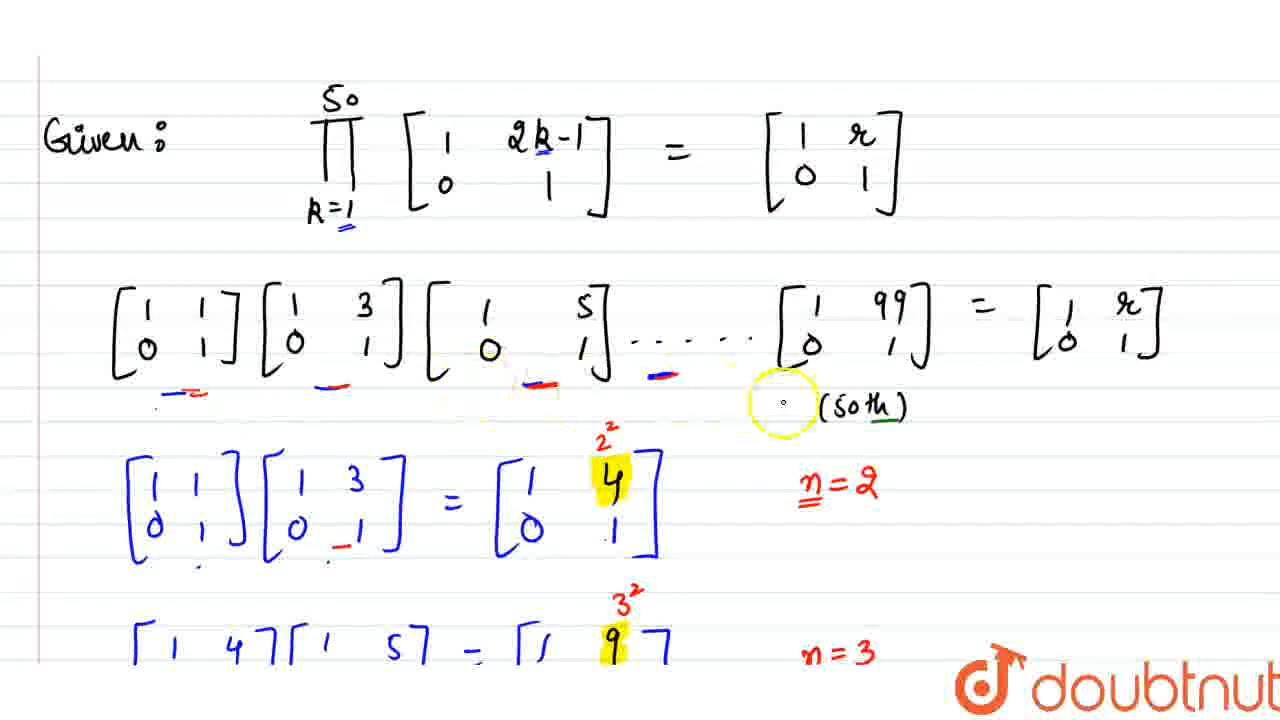 50
Given: ∏ [1 2k-1] = [1 r]
k=1 [0 1] [0 1]
[1 1] [1 3] [1 5] ...... [1 99] = [1 r]
[0 1] [0 1] [0 1] [0 1] [0 1]
(50th)
2²
[1 1] [1 3] = [1 4] n=2
[0 1] [0 1] [0 1]
3²
[1 4] [1 5] = [1 9] n=3
doubtnut